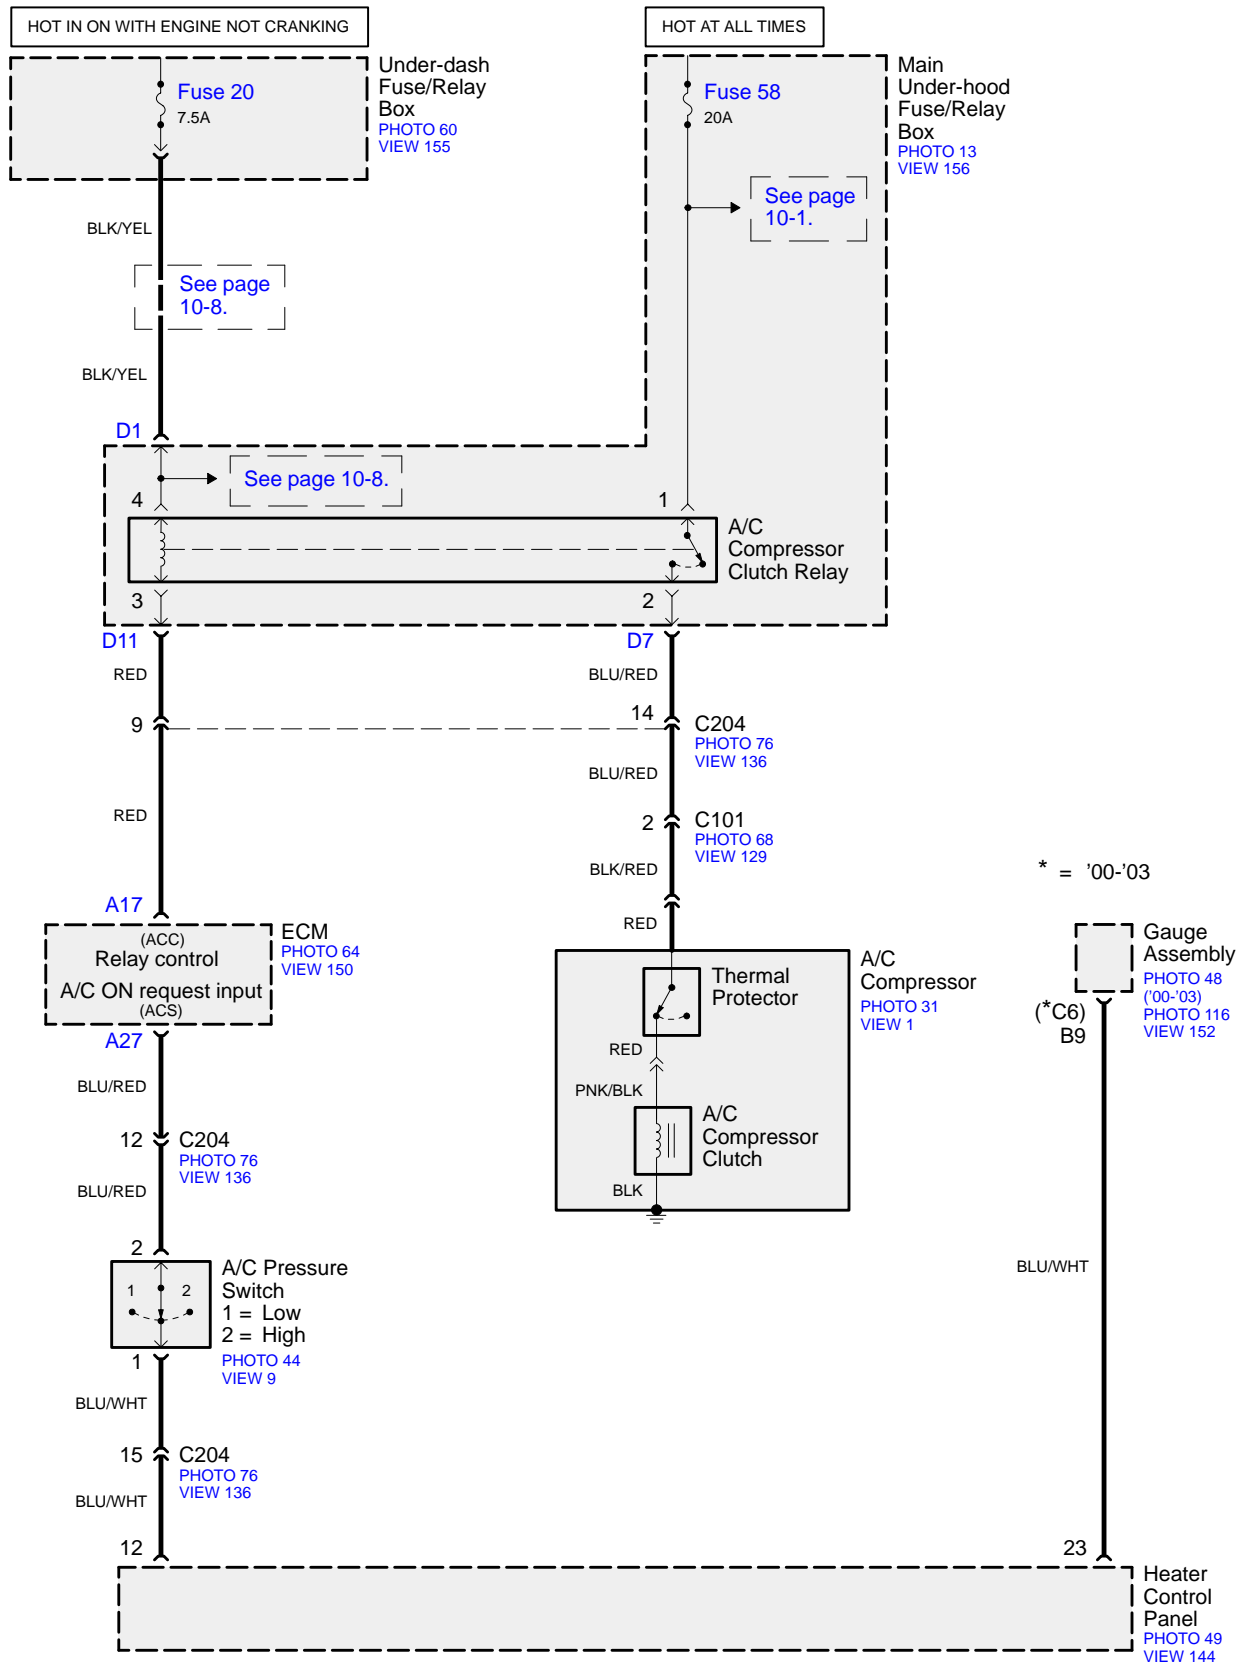 HOT IN ON WITH ENGINE NOT CRANKING
HOT AT ALL TIMES
Fuse 20
7.5A
Under-dash
Fuse/Relay
Box
PHOTO 60
VIEW 155
Fuse 58
20A
Main
Under-hood
Fuse/Relay
Box
PHOTO 13
VIEW 156
See page
10-1.
BLK/YEL
See page
10-8.
BLK/YEL
D1
See page 10-8.
4
1
A/C
Compressor
Clutch Relay
3
2
D11
D7
RED
BLU/RED
9
14
C204
PHOTO 76
VIEW 136
BLU/RED
RED
2
C101
PHOTO 68
VIEW 129
BLK/RED
* = '00-'03
A17
RED
(ACC)
Relay control
A/C ON request input
(ACS)
ECM
PHOTO 64
VIEW 150
A27
Thermal
Protector
A/C
Compressor
PHOTO 31
VIEW 1
RED
PNK/BLK
A/C
Compressor
Clutch
BLK
Gauge
Assembly
PHOTO 48
('00-'03)
PHOTO 116
VIEW 152
(*C6)
B9
BLU/RED
12
C204
PHOTO 76
VIEW 136
BLU/RED
2
1 2
A/C Pressure
Switch
1 = Low
2 = High
PHOTO 44
VIEW 9
1
BLU/WHT
BLU/WHT
15
C204
PHOTO 76
VIEW 136
BLU/WHT
12
23
Heater
Control
Panel
PHOTO 49
VIEW 144